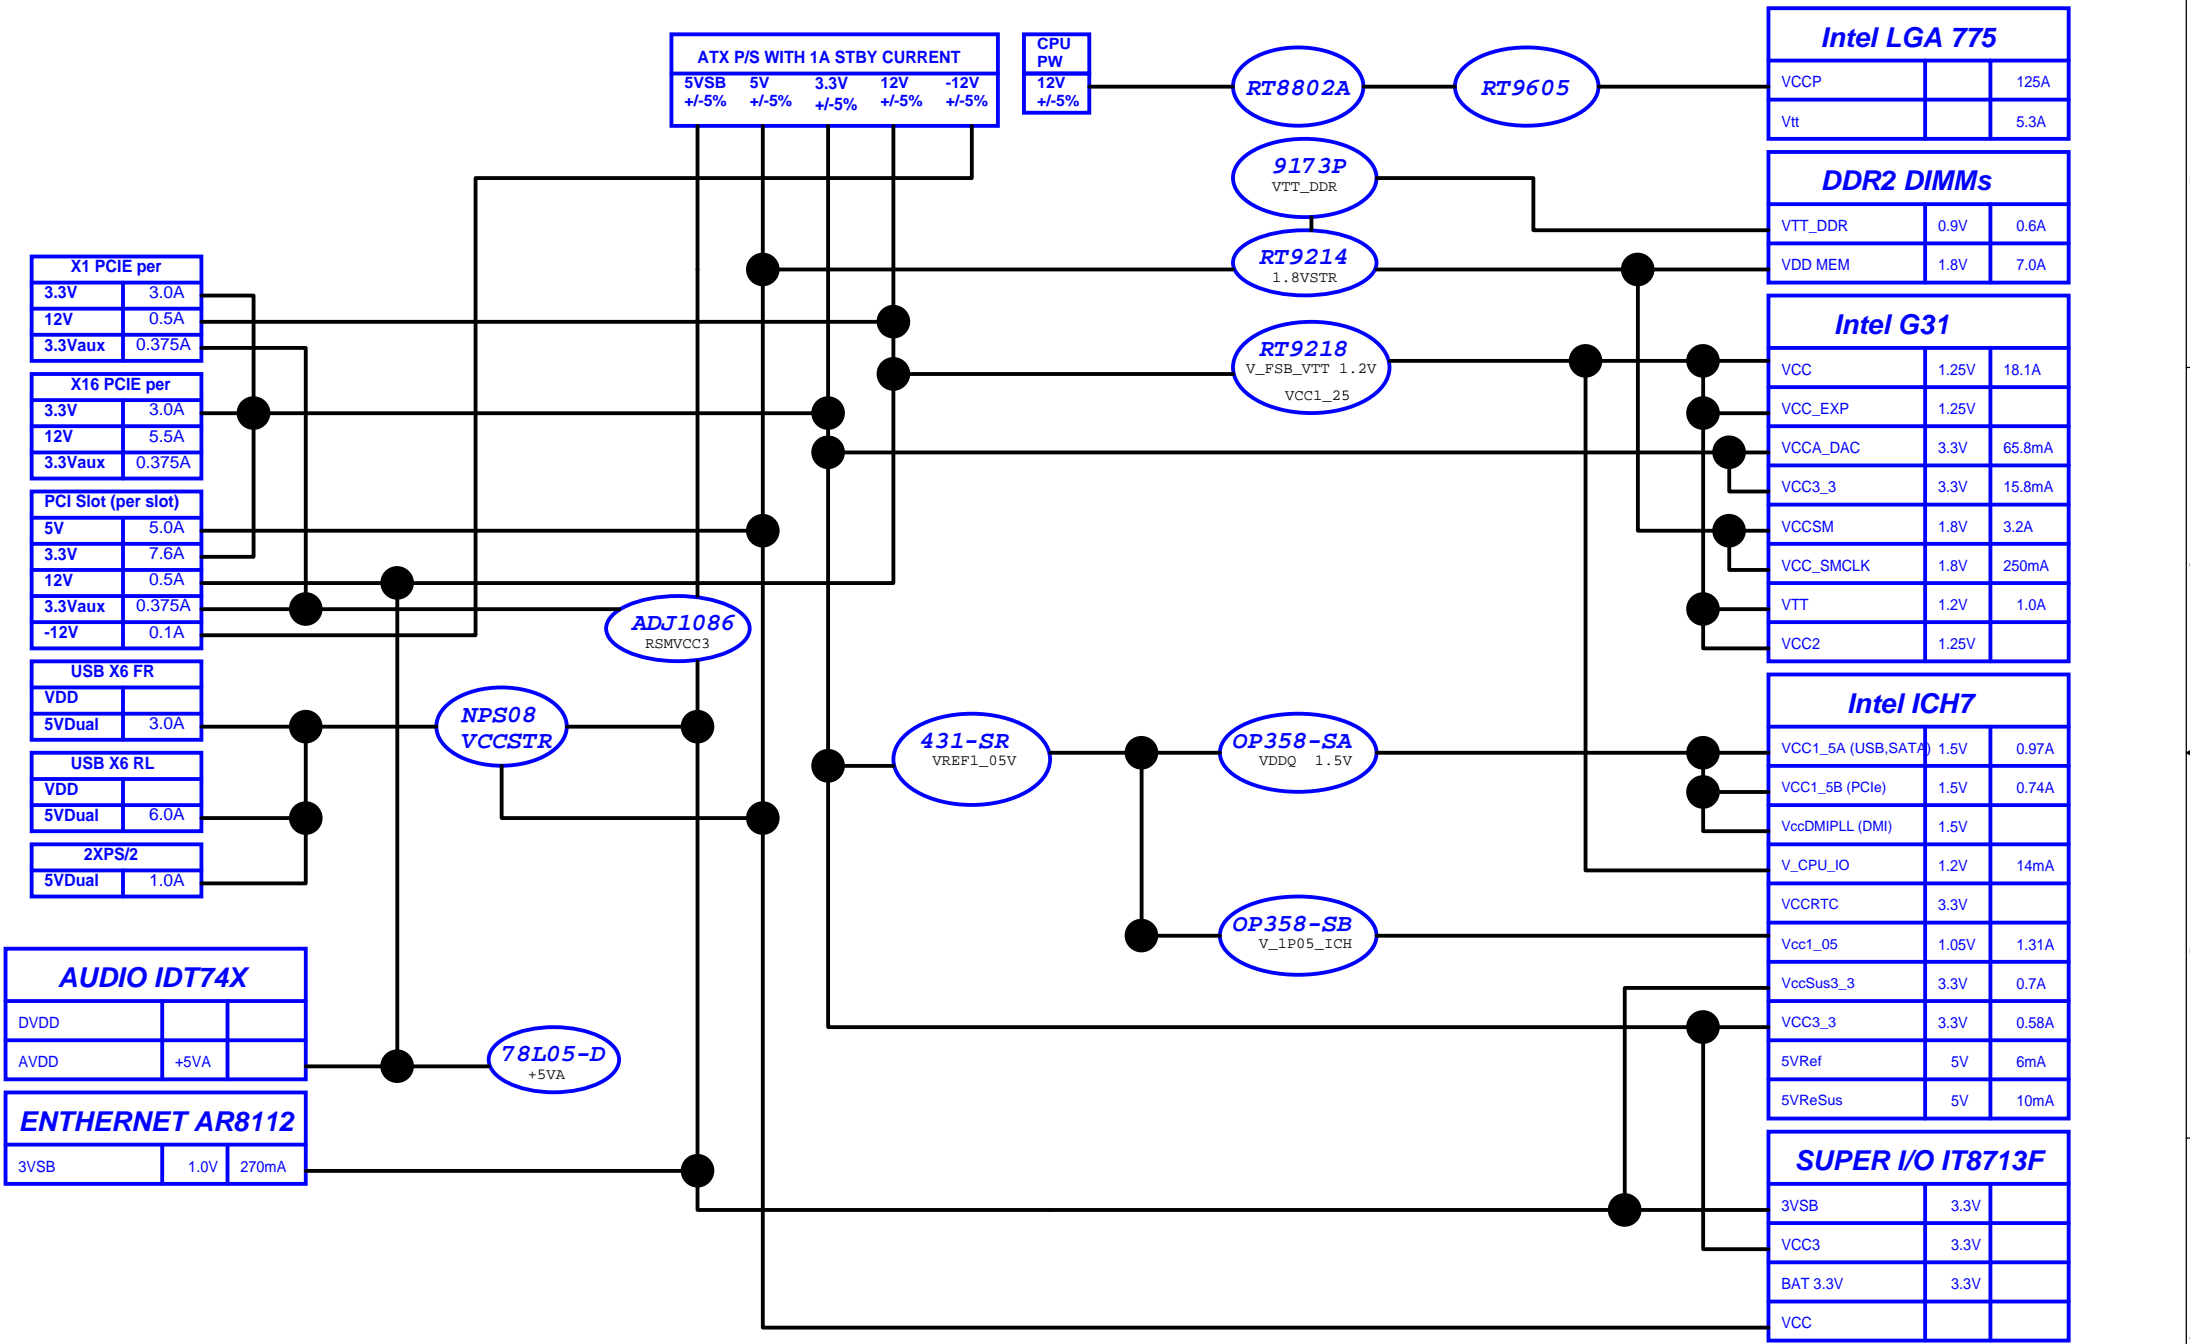 ATX P/S WITH 1A STBY CURRENT
5VSB 5V 3.3V 12V -12V
+/-5% +/-5% +/-5% +/-5% +/-5%
CPU
PW
12V
+/-5%
RT8802A
RT9605
9173P
VTT_DDR
RT9214
1.8VSTR
RT9218
V_FSB_VTT 1.2V
VCC1_25
X1 PCIE per
3.3V 3.0A
12V 0.5A
3.3Vaux 0.375A
X16 PCIE per
3.3V 3.0A
12V 5.5A
3.3Vaux 0.375A
PCI Slot (per slot)
5V 5.0A
3.3V 7.6A
12V 0.5A
3.3Vaux 0.375A
-12V 0.1A
USB X6 FR
VDD
5VDual 3.0A
USB X6 RL
VDD
5VDual 6.0A
2XPS/2
5VDual 1.0A
AUDIO IDT74X
DVDD
AVDD +5VA
ENTHERNET AR8112
3VSB 1.0V 270mA
ADJ1086
RSMVCC3
NPS08
VCCSTR
78L05-D
+5VA
431-SR
VREF1_05V
OP358-SA
VDDQ 1.5V
OP358-SB
V_1P05_ICH
Intel LGA 775
VCCP 125A
Vtt 5.3A
DDR2 DIMMs
VTT_DDR 0.9V 0.6A
VDD MEM 1.8V 7.0A
Intel G31
VCC 1.25V 18.1A
VCC_EXP 1.25V
VCCA_DAC 3.3V 65.8mA
VCC3_3 3.3V 15.8mA
VCCSM 1.8V 3.2A
VCC_SMCLK 1.8V 250mA
VTT 1.2V 1.0A
VCC2 1.25V
Intel ICH7
VCC1_5A (USB,SATA) 1.5V 0.97A
VCC1_5B (PCIe) 1.5V 0.74A
VccDMIPLL (DMI) 1.5V
V_CPU_IO 1.2V 14mA
VCCRTC 3.3V
Vcc1_05 1.05V 1.31A
VccSus3_3 3.3V 0.7A
VCC3_3 3.3V 0.58A
5VRef 5V 6mA
5VReSus 5V 10mA
SUPER I/O IT8713F
3VSB 3.3V
VCC3 3.3V
BAT 3.3V 3.3V
VCC